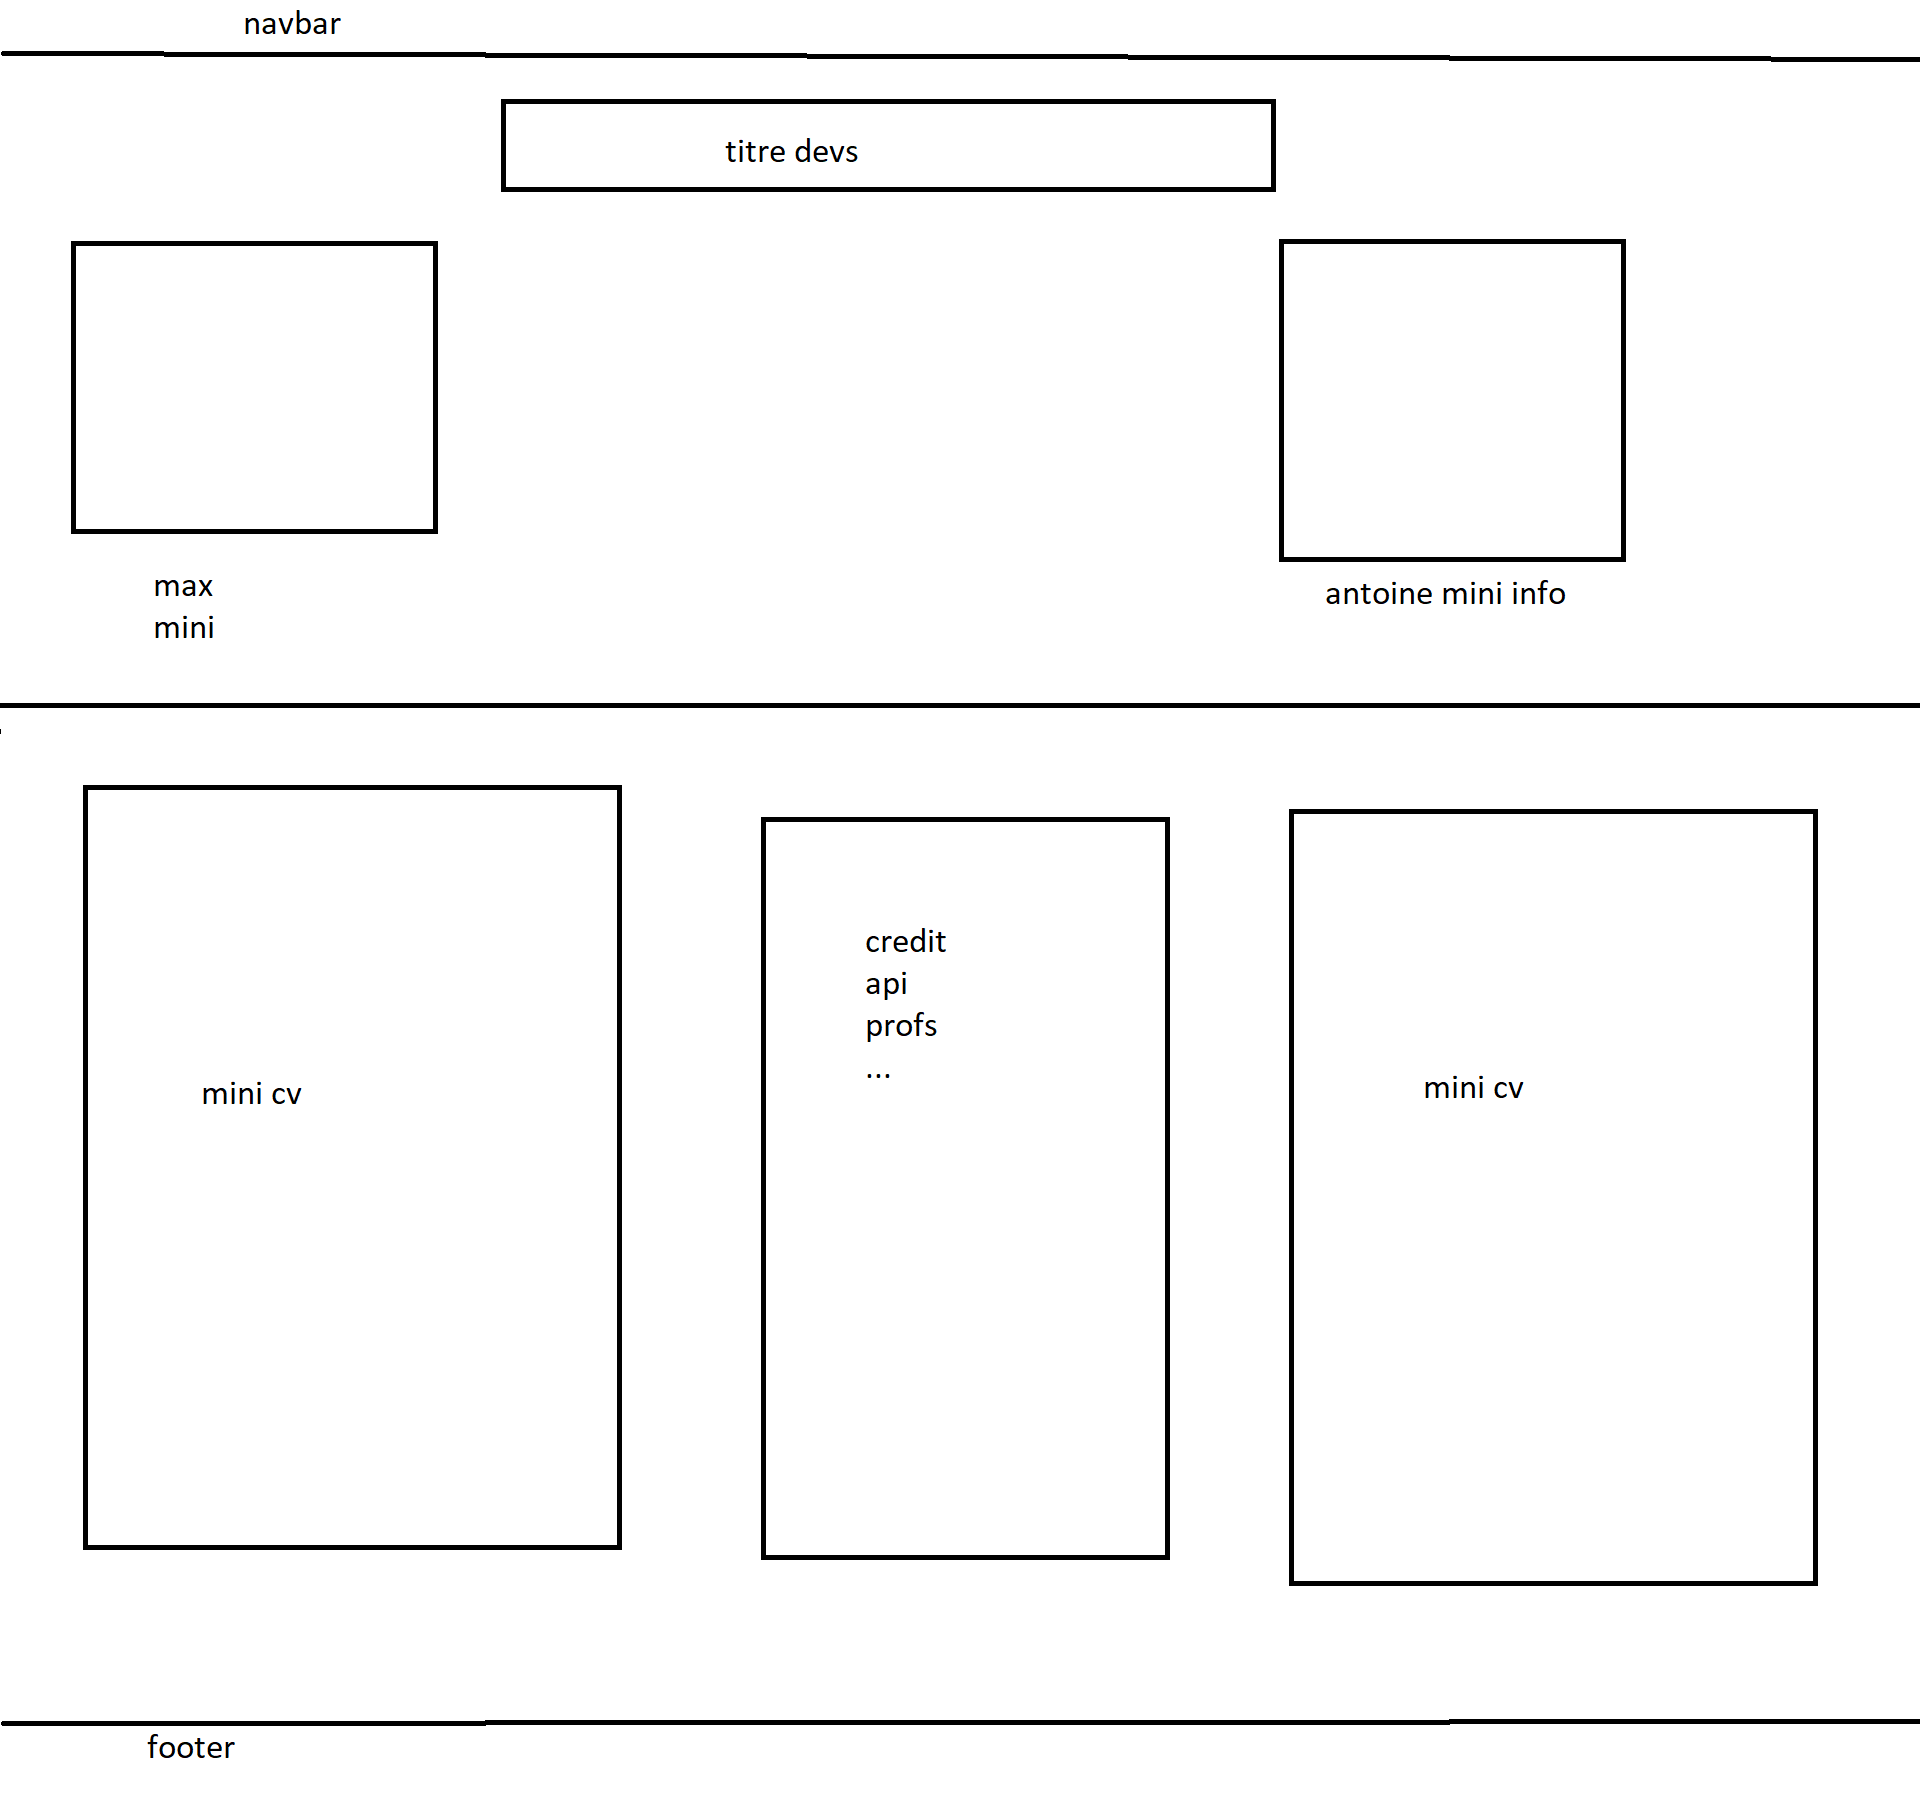 navbar
titre devs
max
mini
antoine mini info
mini cv
credit
api
profs
...
mini cv
footer